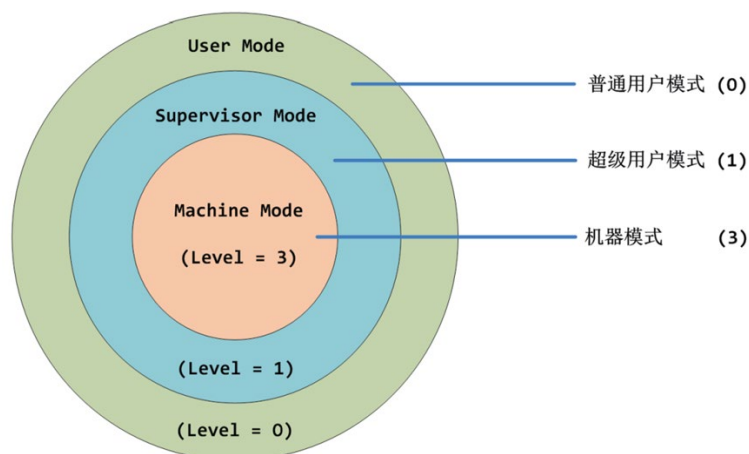 User Mode
普通用户模式 (0)
Supervisor Mode
超级用户模式 (1)
Machine Mode
机器模式 (3)
(Level = 3)
(Level = 1)
(Level = 0)